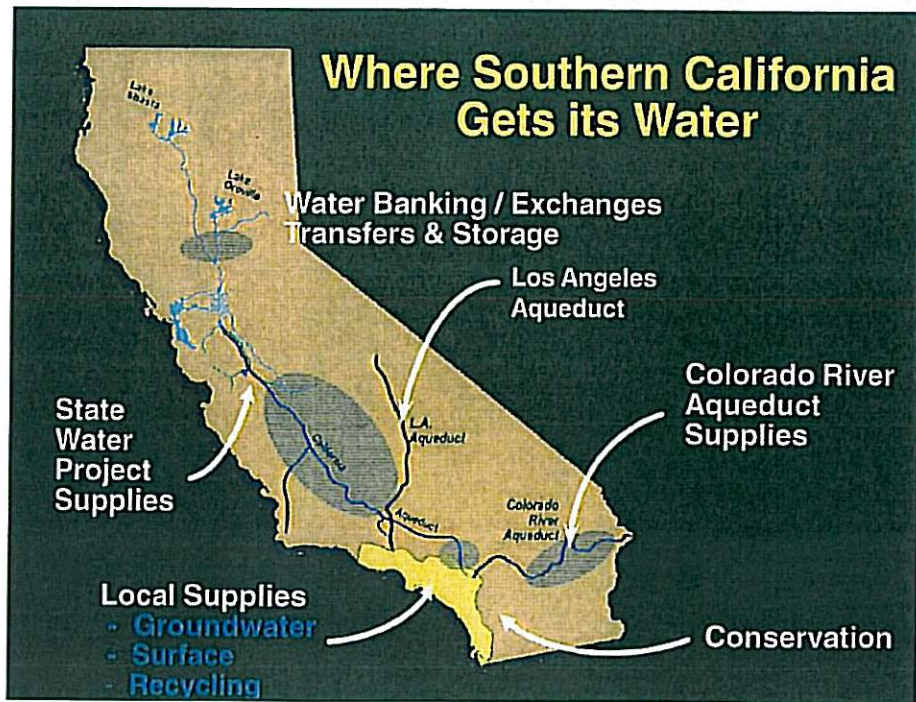 Where Southern California
Gets its Water
Lake
Shasta
Lake
Oroville
Water Banking / Exchanges
Transfers & Storage
Los Angeles
Aqueduct
Colorado River
Aqueduct
Supplies
State
Water
Project
Supplies
L.A.
Aqueduct
California
Aqueduct
Colorado
River
Aqueduct
Local Supplies
- Groundwater
- Surface
- Recycling
Conservation